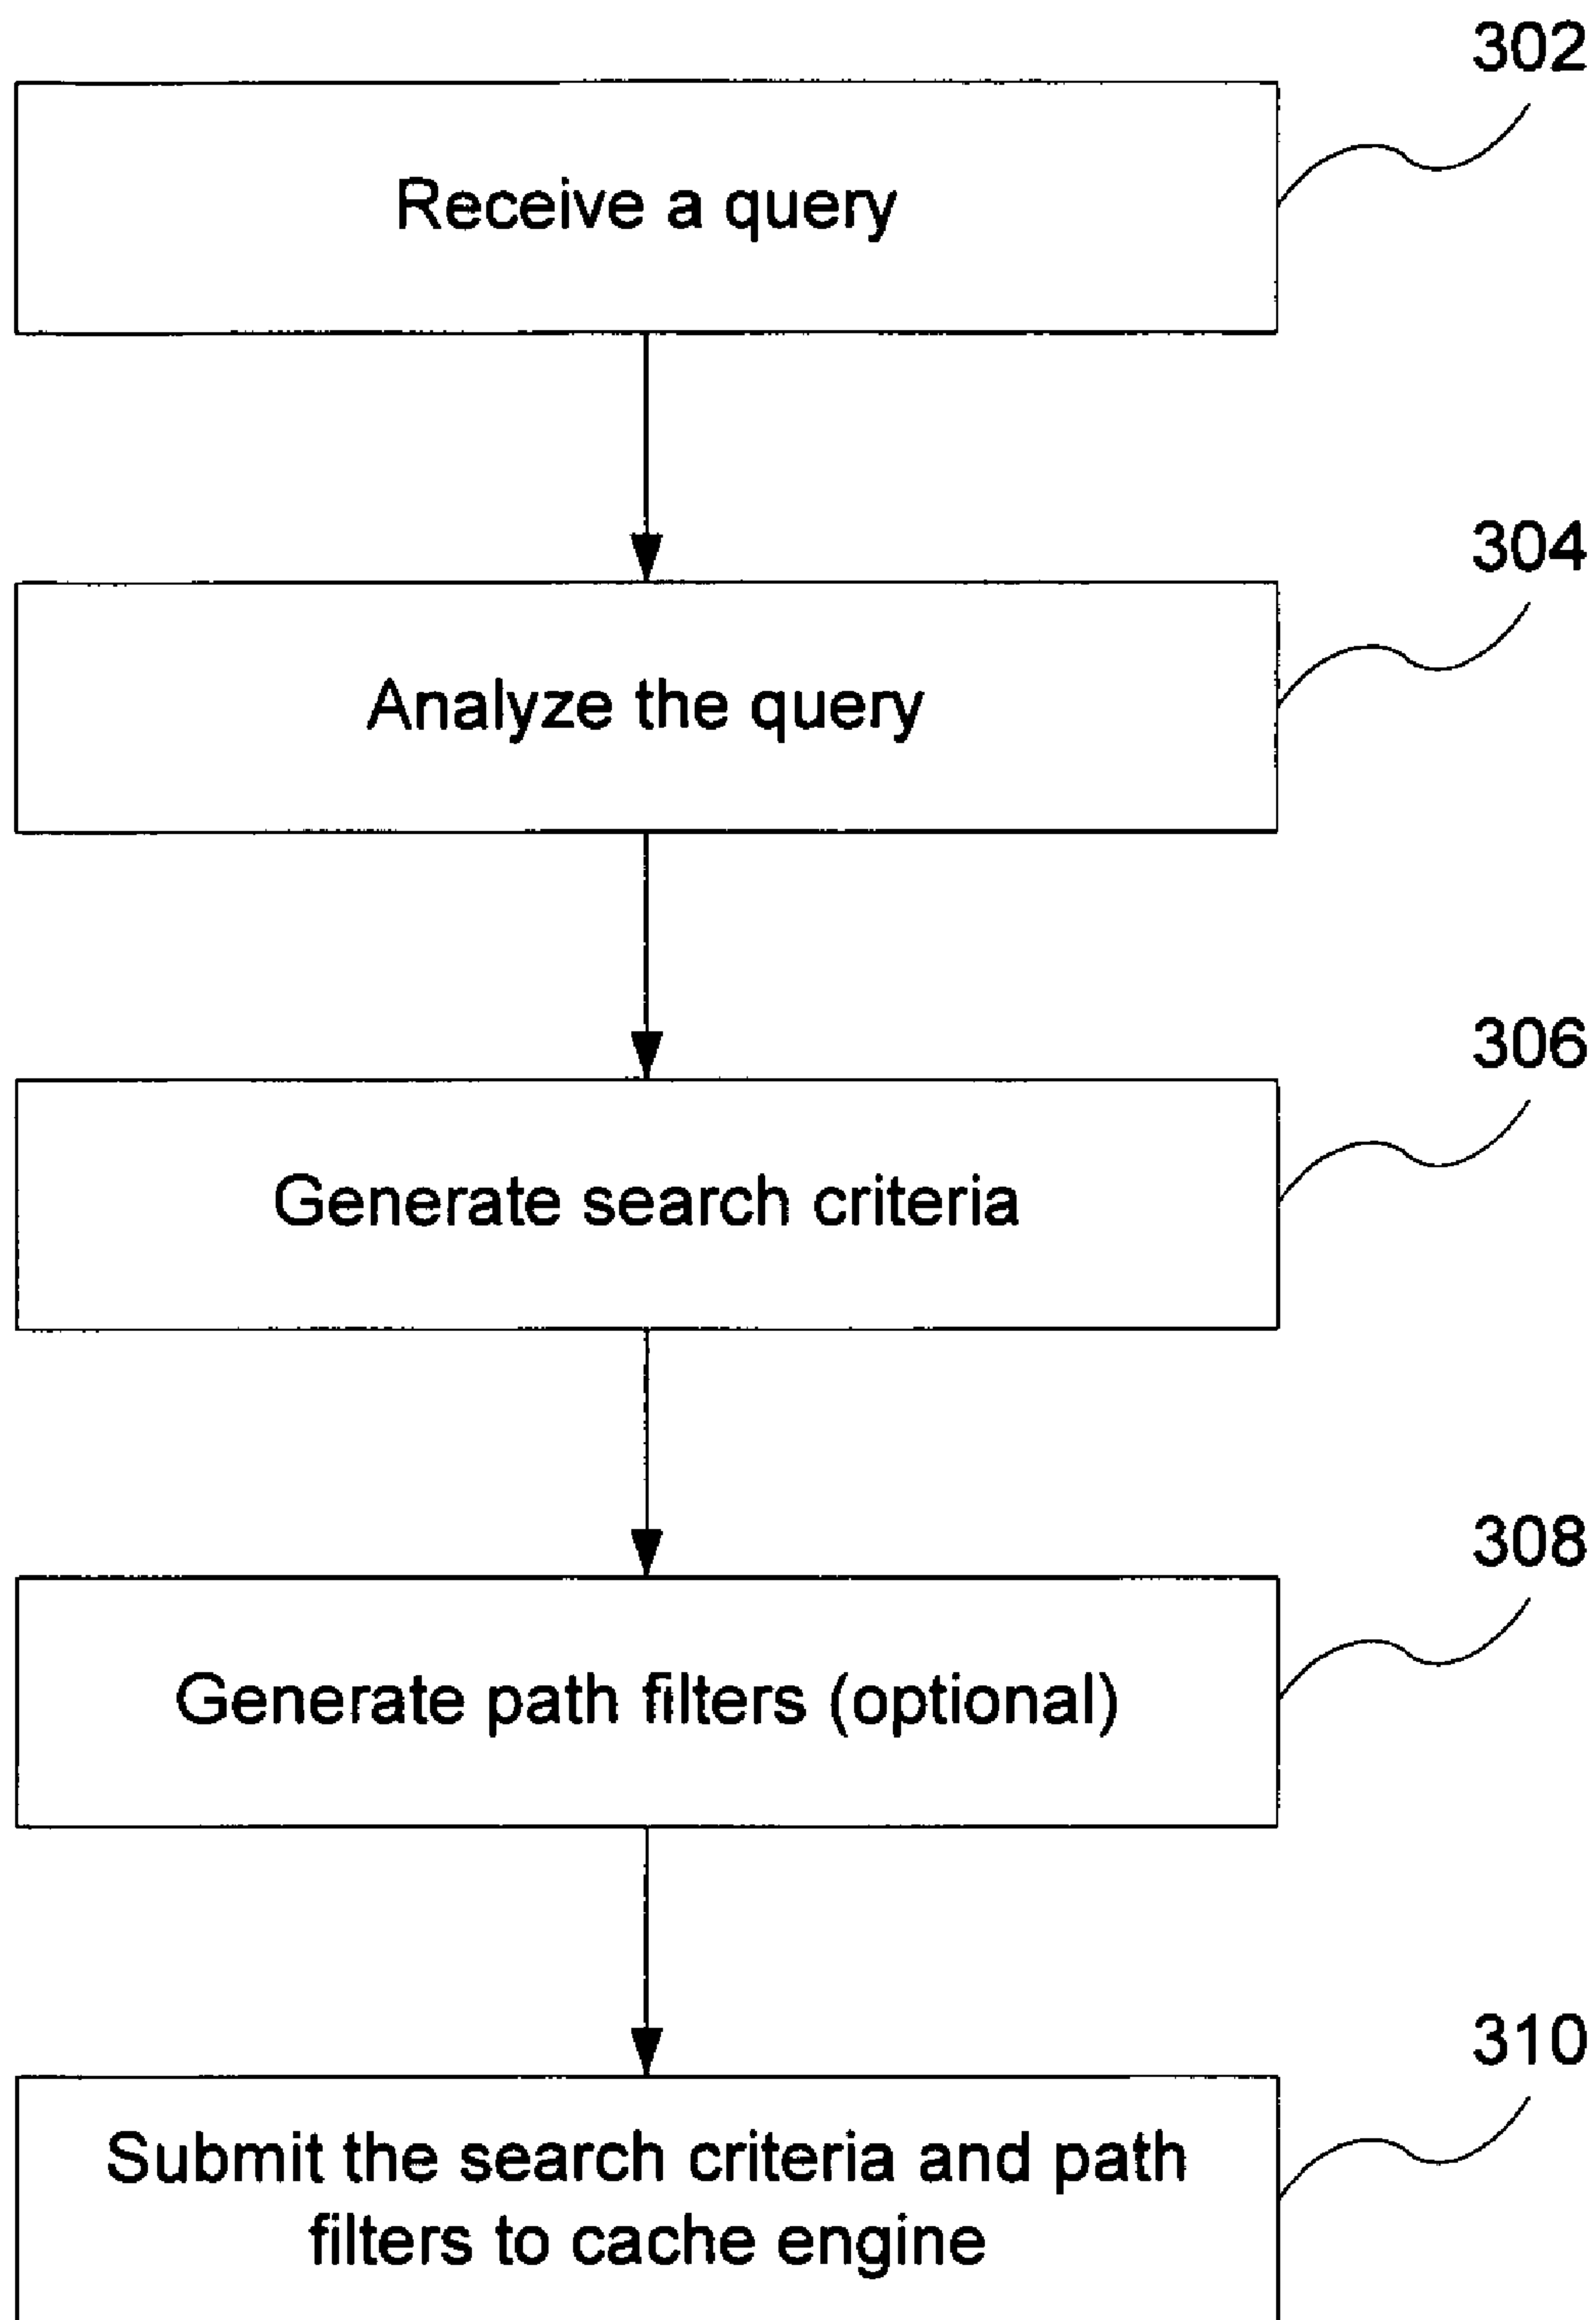 302
Receive a query
304
Analyze the query
306
Generate search criteria
308
Generate path filters (optional)
310
Submit the search criteria and path
filters to cache engine